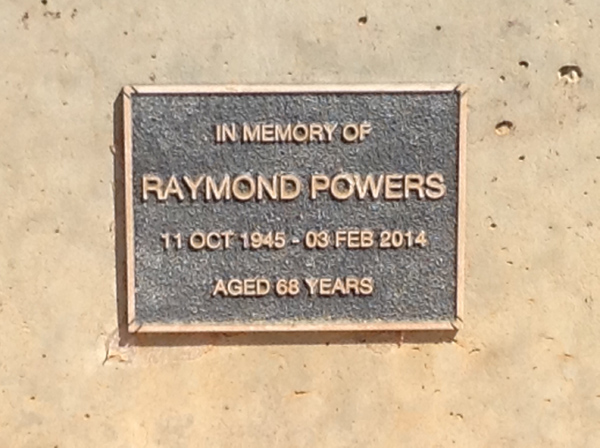 IN MEMORY OF
RAYMOND POWERS
11 OCT 1945 - 03 FEB 2014
AGED 68 YEARS